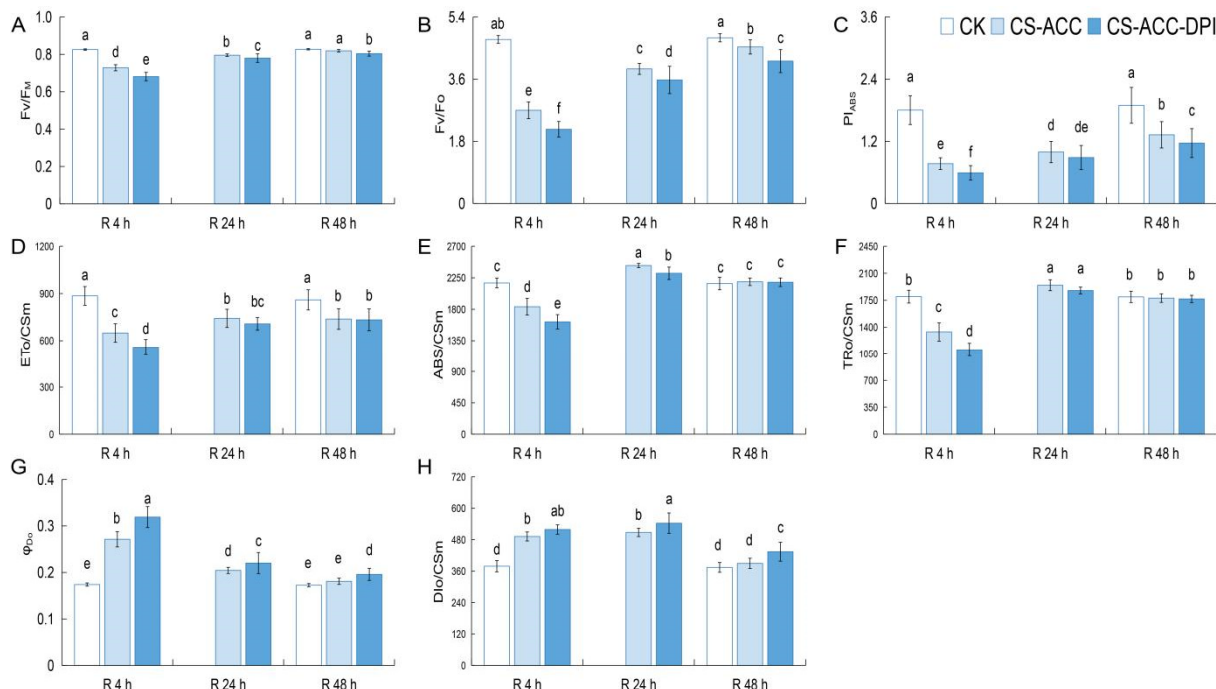 A
B
C
CK CS-ACC CS-ACC-DPI
Fv/FM
1.0
0.8
0.6
0.4
0.2
0
a d e b c a a b
R 4 h R 24 h R 48 h
Fv/Fo
5.4
3.6
1.8
0
ab e f c d a b c
R 4 h R 24 h R 48 h
PIABS
3.6
2.4
1.2
0
a e f d de a b c
R 4 h R 24 h R 48 h
D
ETo/CSm
1200
900
600
300
0
a c d b bc a b b
R 4 h R 24 h R 48 h
E
ABS/CSm
2700
2250
1800
1350
900
450
0
c d e a b c c c
R 4 h R 24 h R 48 h
F
TRo/CSm
2450
2100
1750
1400
1050
700
350
0
b c d a a b b b
R 4 h R 24 h R 48 h
G
φDo
0.4
0.3
0.2
0.1
0
e b a d c e e d
R 4 h R 24 h R 48 h
H
DIo/CSm
720
600
480
360
240
120
0
d b ab b a d d c
R 4 h R 24 h R 48 h